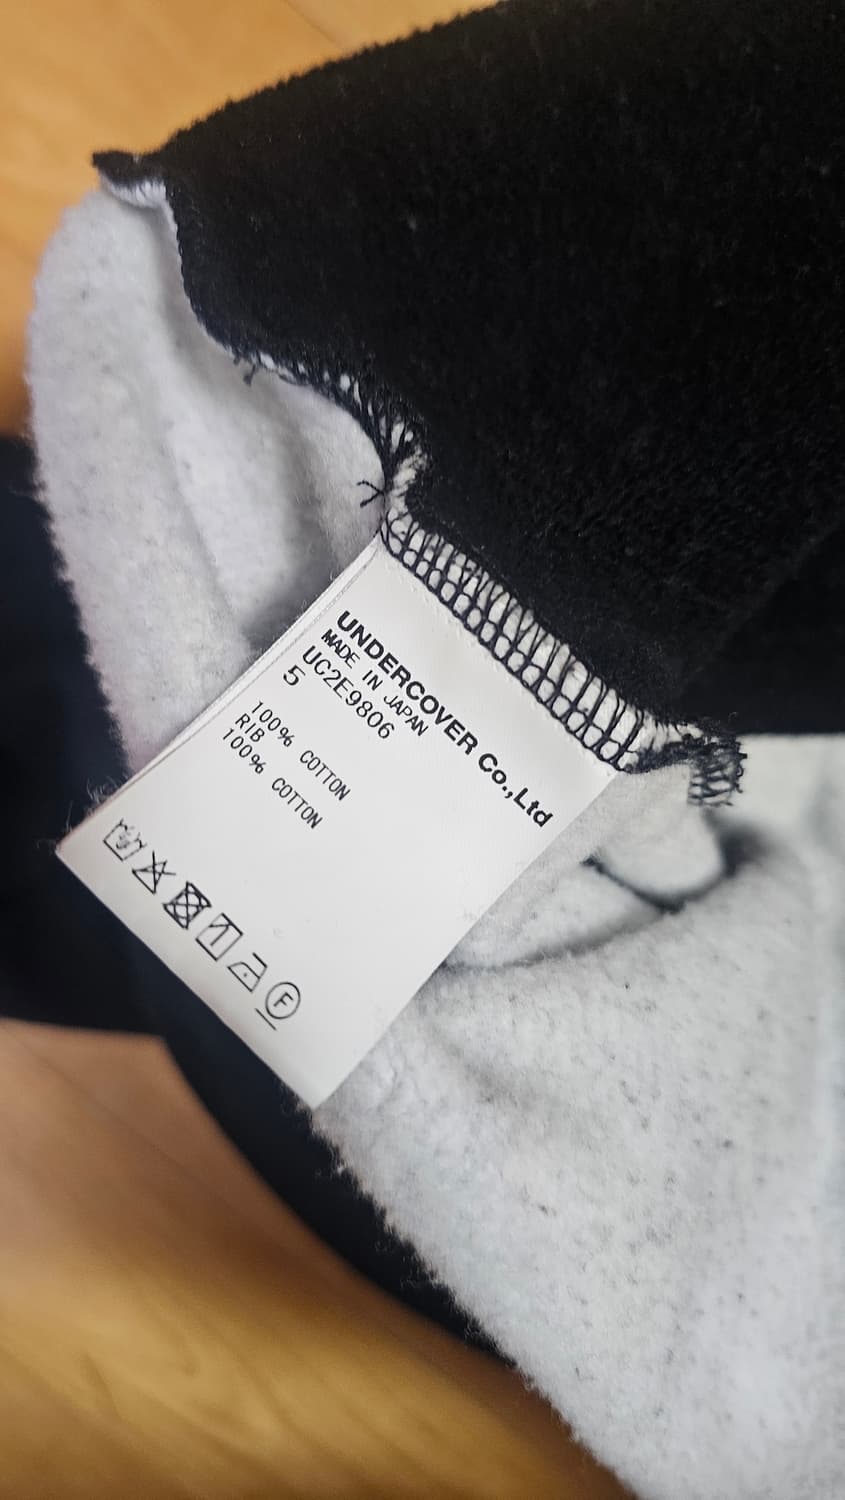 UNDERCOVER Co.,Ltd
MADE IN JAPAN
UC2E9806
5
100% COTTON
RIB
100% COTTON
F